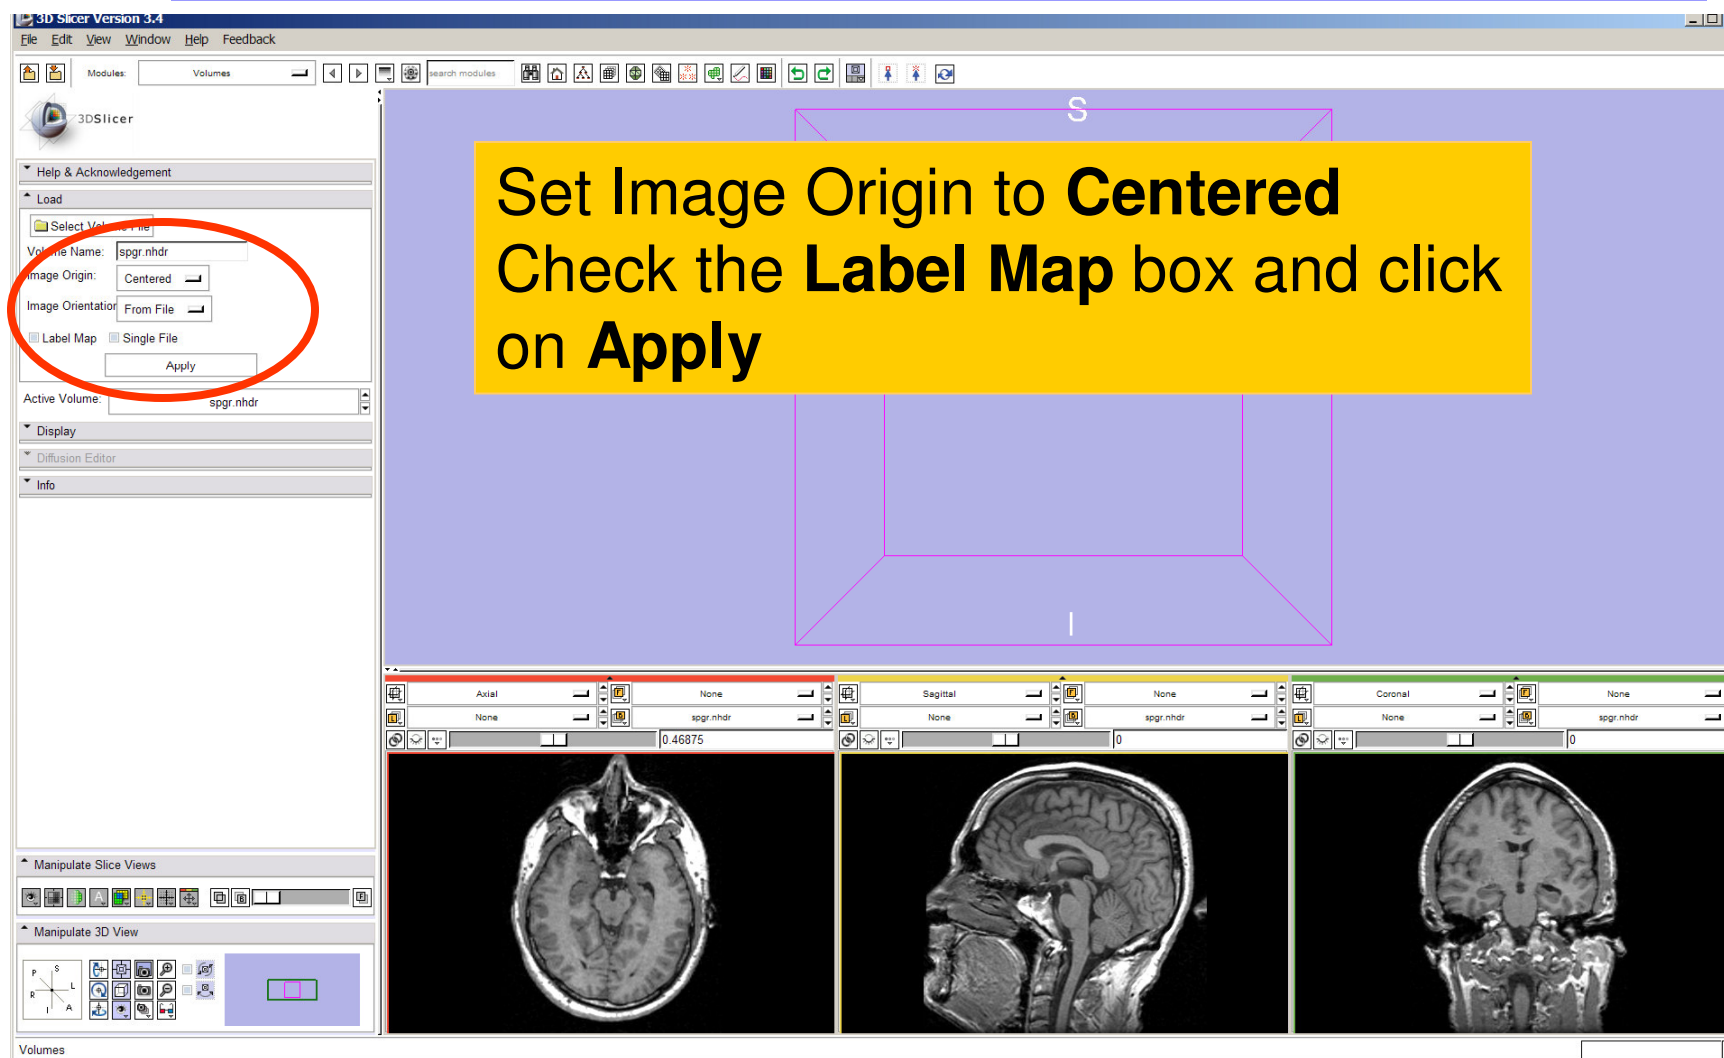 3D Slicer Version 3.4
File Edit View Window Help Feedback
Modules: Volumes search modules
3DSlicer
Help & Acknowledgement
Load
Select Volume File
Volume Name: spgr.nhdr
Image Origin: Centered
Image Orientation From File
Label Map Single File
Apply
Active Volume: spgr.nhdr
Display
Diffusion Editor
Info
S
Set Image Origin to Centered
Check the Label Map box and click
on Apply
I
Axial None Sagittal None Coronal None
None spgr.nhdr None spgr.nhdr None spgr.nhdr
0.46875 0 0
Manipulate Slice Views
Manipulate 3D View
P S
L
R
I A
Volumes